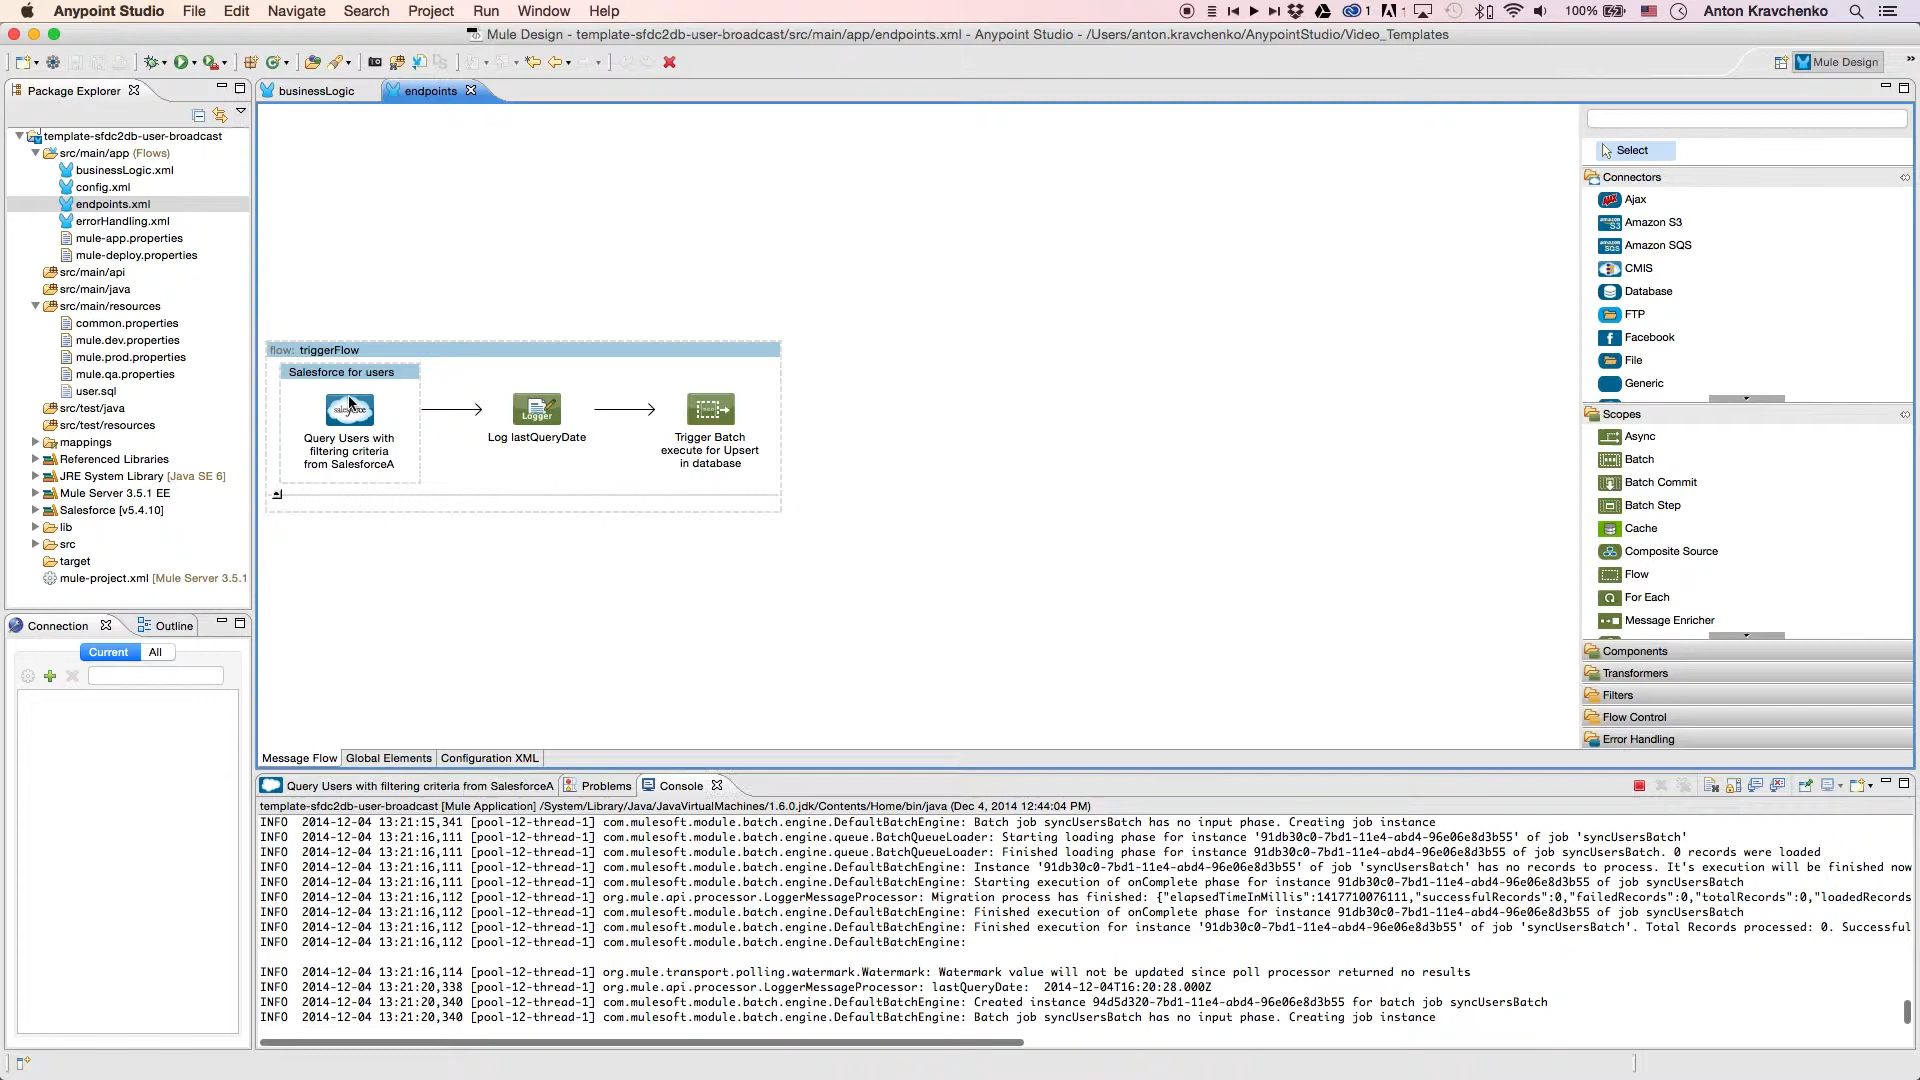 Anypoint Studio File Edit Navigate Search Project Run Window Help 1 1 100% Anton Kravchenko
Mule Design - template-sfdc2db-user-broadcast/src/main/app/endpoints.xml - Anypoint Studio - /Users/anton.kravchenko/AnypointStudio/Video_Templates
Mule Design
Package Explorer
template-sfdc2db-user-broadcast
src/main/app (Flows)
businessLogic.xml
config.xml
endpoints.xml
errorHandling.xml
mule-app.properties
mule-deploy.properties
src/main/api
src/main/java
src/main/resources
common.properties
mule.dev.properties
mule.prod.properties
mule.qa.properties
user.sql
src/test/java
src/test/resources
mappings
Referenced Libraries
JRE System Library [Java SE 6]
Mule Server 3.5.1 EE
Salesforce [v5.4.10]
lib
src
target
mule-project.xml [Mule Server 3.5.1
Connection Outline
Current All
businessLogic endpoints
flow: triggerFlow
Salesforce for users
salesforce
Query Users with
filtering criteria
from SalesforceA
Logger
Log lastQueryDate
Trigger Batch
execute for Upsert
in database
Message Flow Global Elements Configuration XML
Select
Connectors
Ajax
Amazon S3
Amazon SQS
CMIS
Database
FTP
Facebook
File
Generic
Scopes
Async
Batch
Batch Commit
Batch Step
Cache
Composite Source
Flow
For Each
Message Enricher
Components
Transformers
Filters
Flow Control
Error Handling
Query Users with filtering criteria from SalesforceA Problems Console
template-sfdc2db-user-broadcast [Mule Application] /System/Library/Java/JavaVirtualMachines/1.6.0.jdk/Contents/Home/bin/java (Dec 4, 2014 12:44:04 PM)
INFO 2014-12-04 13:21:15,341 [pool-12-thread-1] com.mulesoft.module.batch.engine.DefaultBatchEngine: Batch job syncUsersBatch has no input phase. Creating job instance
INFO 2014-12-04 13:21:16,111 [pool-12-thread-1] com.mulesoft.module.batch.engine.queue.BatchQueueLoader: Starting loading phase for instance '91db30c0-7bd1-11e4-abd4-96e06e8d3b55' of job 'syncUsersBatch'
INFO 2014-12-04 13:21:16,111 [pool-12-thread-1] com.mulesoft.module.batch.engine.queue.BatchQueueLoader: Finished loading phase for instance 91db30c0-7bd1-11e4-abd4-96e06e8d3b55 of job syncUsersBatch. 0 records were loaded
INFO 2014-12-04 13:21:16,111 [pool-12-thread-1] com.mulesoft.module.batch.engine.DefaultBatchEngine: Instance '91db30c0-7bd1-11e4-abd4-96e06e8d3b55' of job 'syncUsersBatch' has no records to process. It's execution will be finished now
INFO 2014-12-04 13:21:16,111 [pool-12-thread-1] com.mulesoft.module.batch.engine.DefaultBatchEngine: Starting execution of onComplete phase for instance 91db30c0-7bd1-11e4-abd4-96e06e8d3b55 of job syncUsersBatch
INFO 2014-12-04 13:21:16,112 [pool-12-thread-1] org.mule.api.processor.LoggerMessageProcessor: Migration process has finished: {"elapsedTimeInMillis":1417710076111,"successfulRecords":0,"failedRecords":0,"totalRecords":0,"loadedRecords
INFO 2014-12-04 13:21:16,112 [pool-12-thread-1] com.mulesoft.module.batch.engine.DefaultBatchEngine: Finished execution of onComplete phase for instance 91db30c0-7bd1-11e4-abd4-96e06e8d3b55 of job syncUsersBatch
INFO 2014-12-04 13:21:16,112 [pool-12-thread-1] com.mulesoft.module.batch.engine.DefaultBatchEngine: Finished execution for instance '91db30c0-7bd1-11e4-abd4-96e06e8d3b55' of job 'syncUsersBatch'. Total Records processed: 0. Successful
INFO 2014-12-04 13:21:16,112 [pool-12-thread-1] com.mulesoft.module.batch.engine.DefaultBatchEngine:
INFO 2014-12-04 13:21:16,114 [pool-12-thread-1] org.mule.transport.polling.watermark.Watermark: Watermark value will not be updated since poll processor returned no results
INFO 2014-12-04 13:21:20,338 [pool-12-thread-1] org.mule.api.processor.LoggerMessageProcessor: lastQueryDate: 2014-12-04T16:20:28.000Z
INFO 2014-12-04 13:21:20,340 [pool-12-thread-1] com.mulesoft.module.batch.engine.DefaultBatchEngine: Created instance 94d5d320-7bd1-11e4-abd4-96e06e8d3b55 for batch job syncUsersBatch
INFO 2014-12-04 13:21:20,340 [pool-12-thread-1] com.mulesoft.module.batch.engine.DefaultBatchEngine: Batch job syncUsersBatch has no input phase. Creating job instance